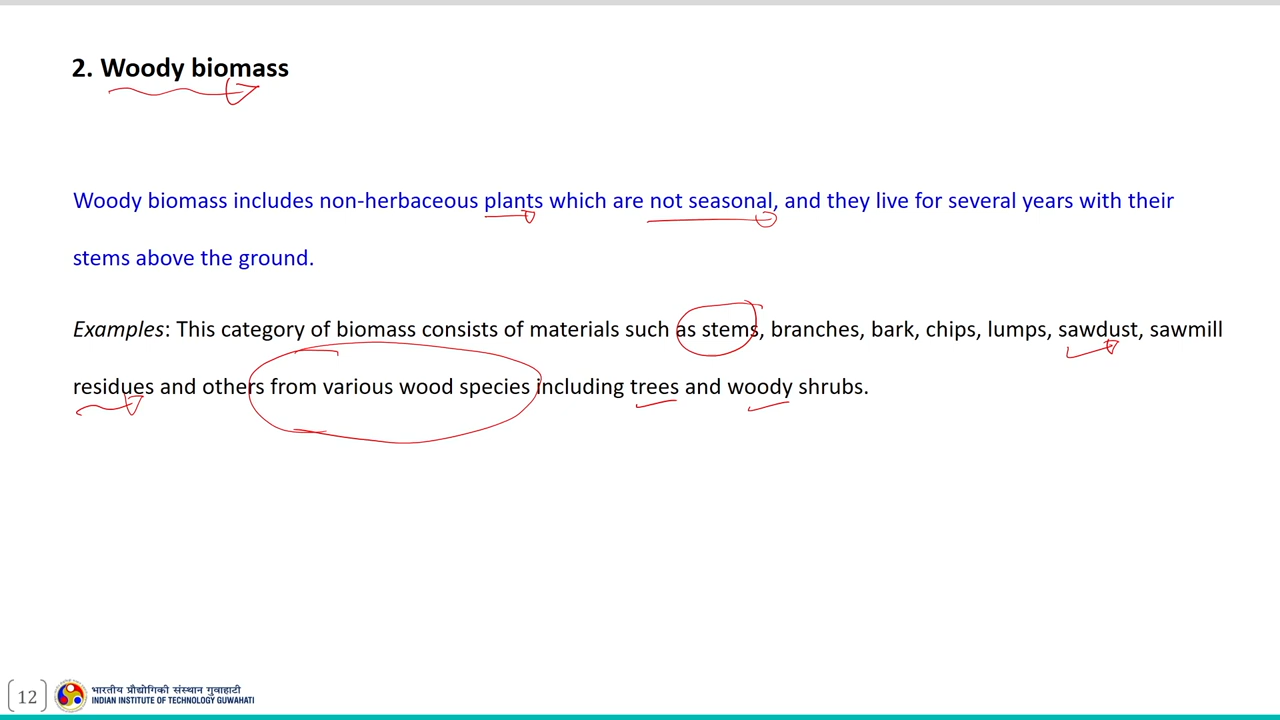 2. Woody biomass
Woody biomass includes non-herbaceous plants which are not seasonal, and they live for several years with their
stems above the ground.
Examples: This category of biomass consists of materials such as stems, branches, bark, chips, lumps, sawdust, sawmill
residues and others from various wood species including trees and woody shrubs.
12
भारतीय प्रौद्योगिकी संस्थान गुवाहाटी
INDIAN INSTITUTE OF TECHNOLOGY GUWAHATI